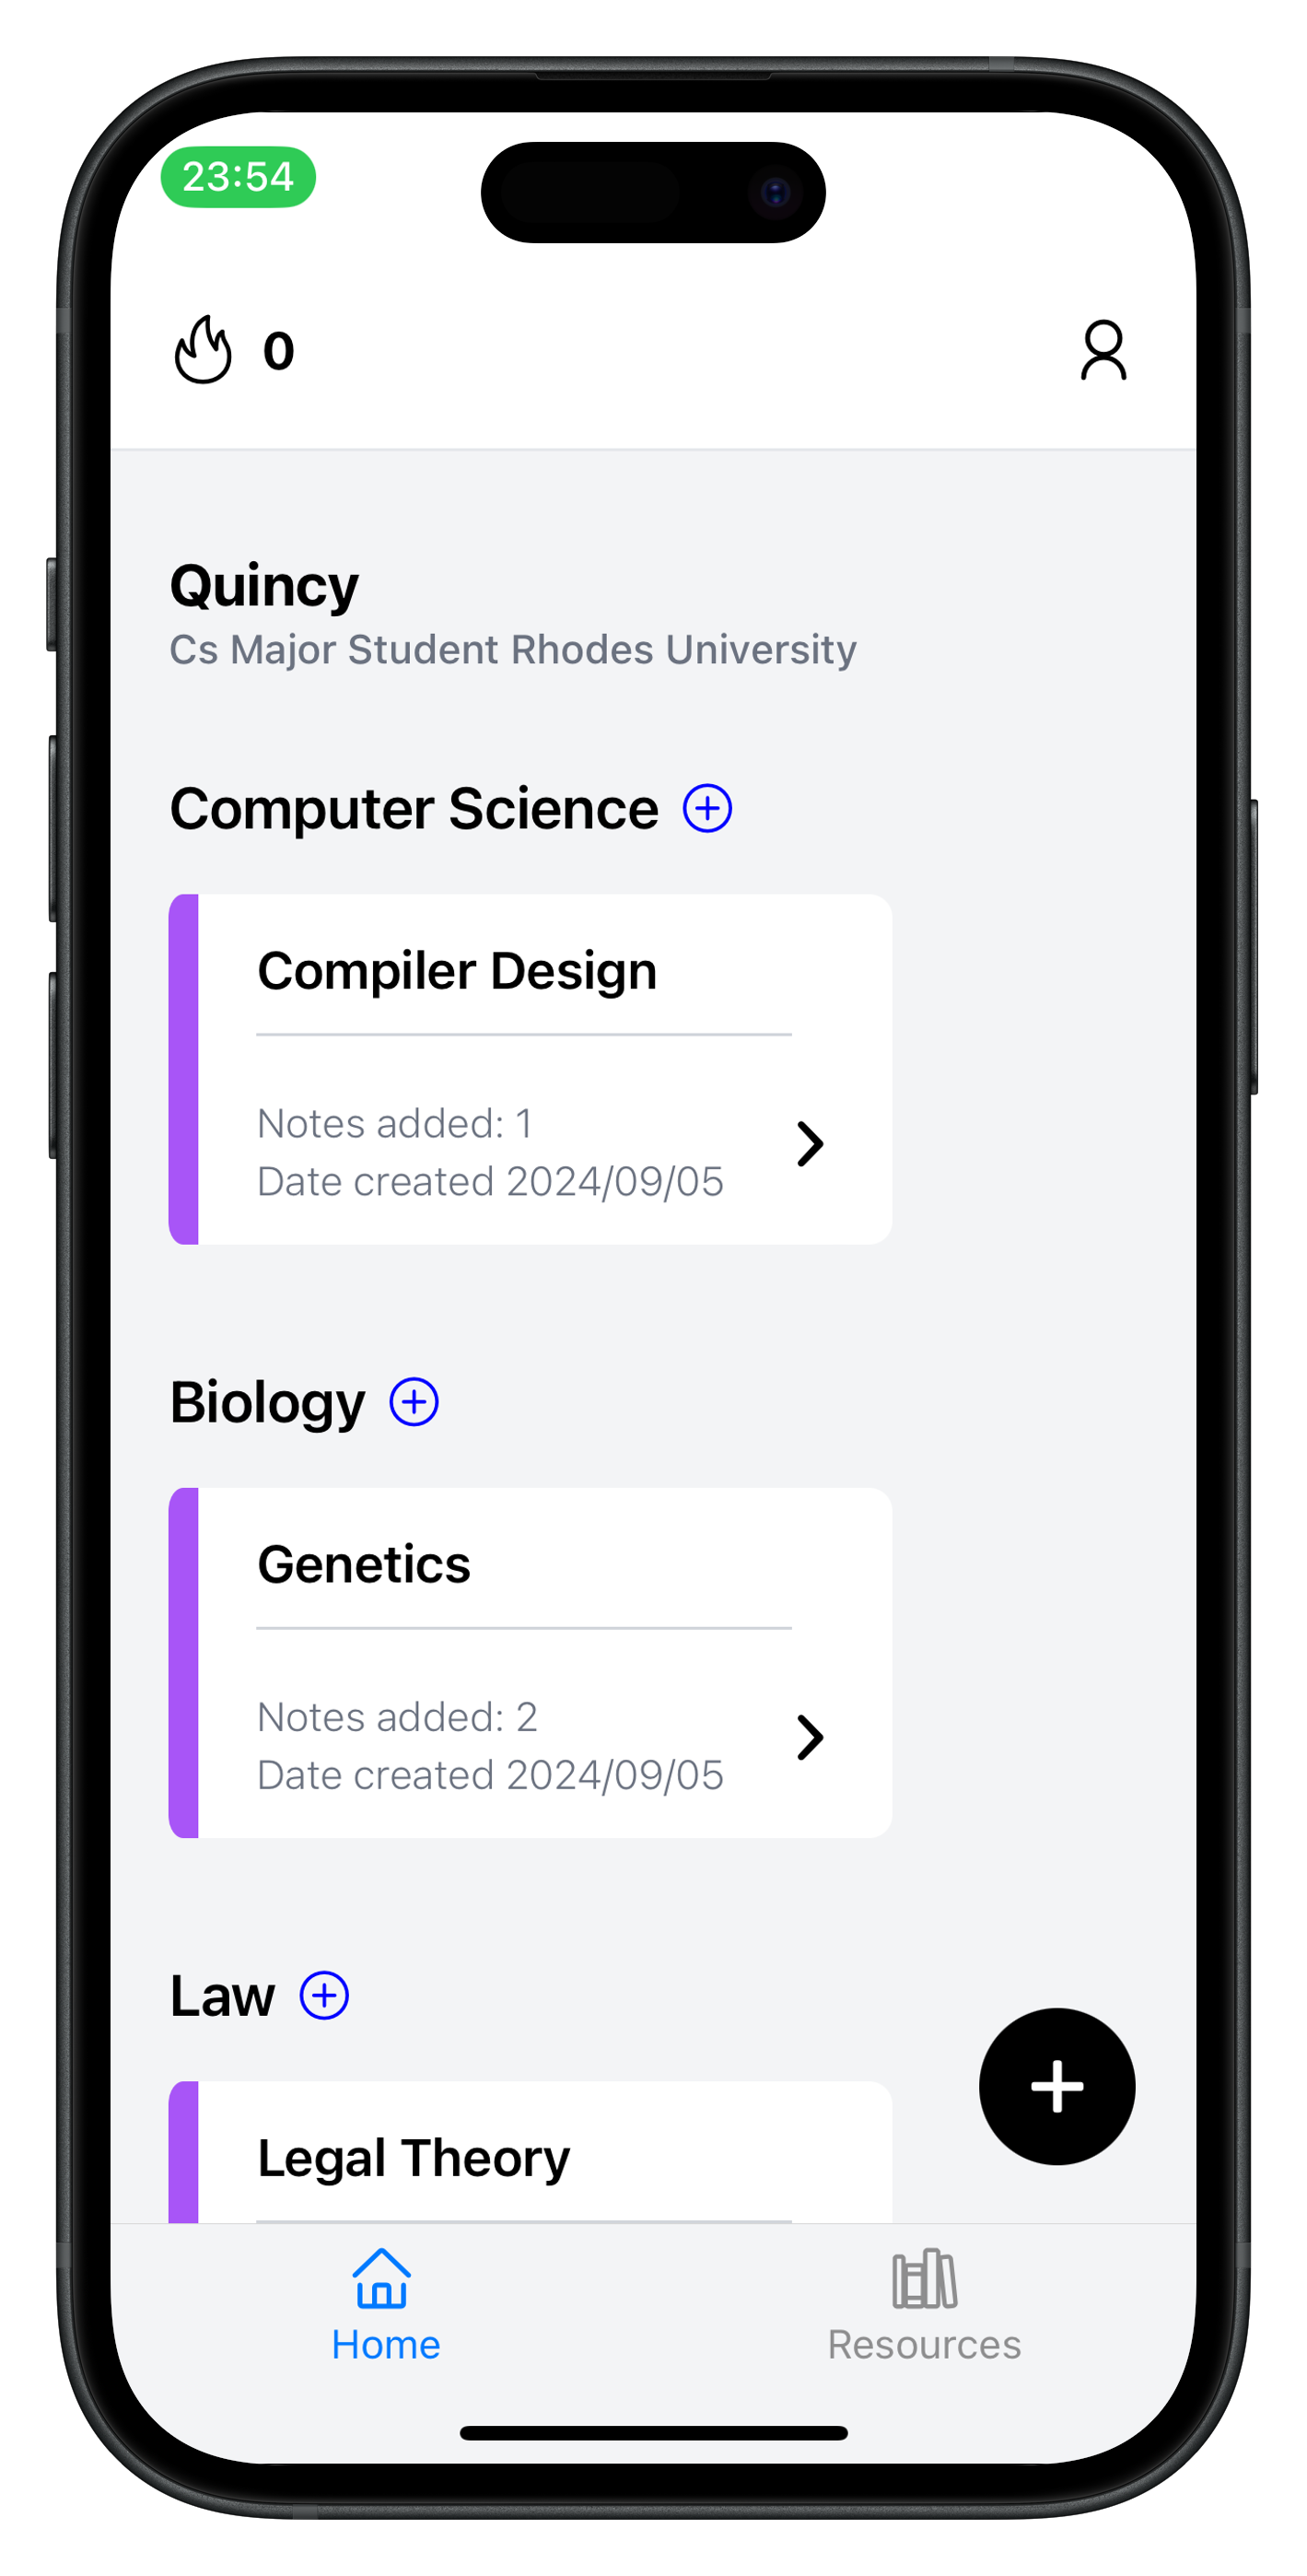 23:54
0
Quincy
Cs Major Student Rhodes University
Computer Science
Compiler Design
Notes added: 1
Date created 2024/09/05
Biology
Genetics
Notes added: 2
Date created 2024/09/05
Law
Legal Theory
Home
Resources